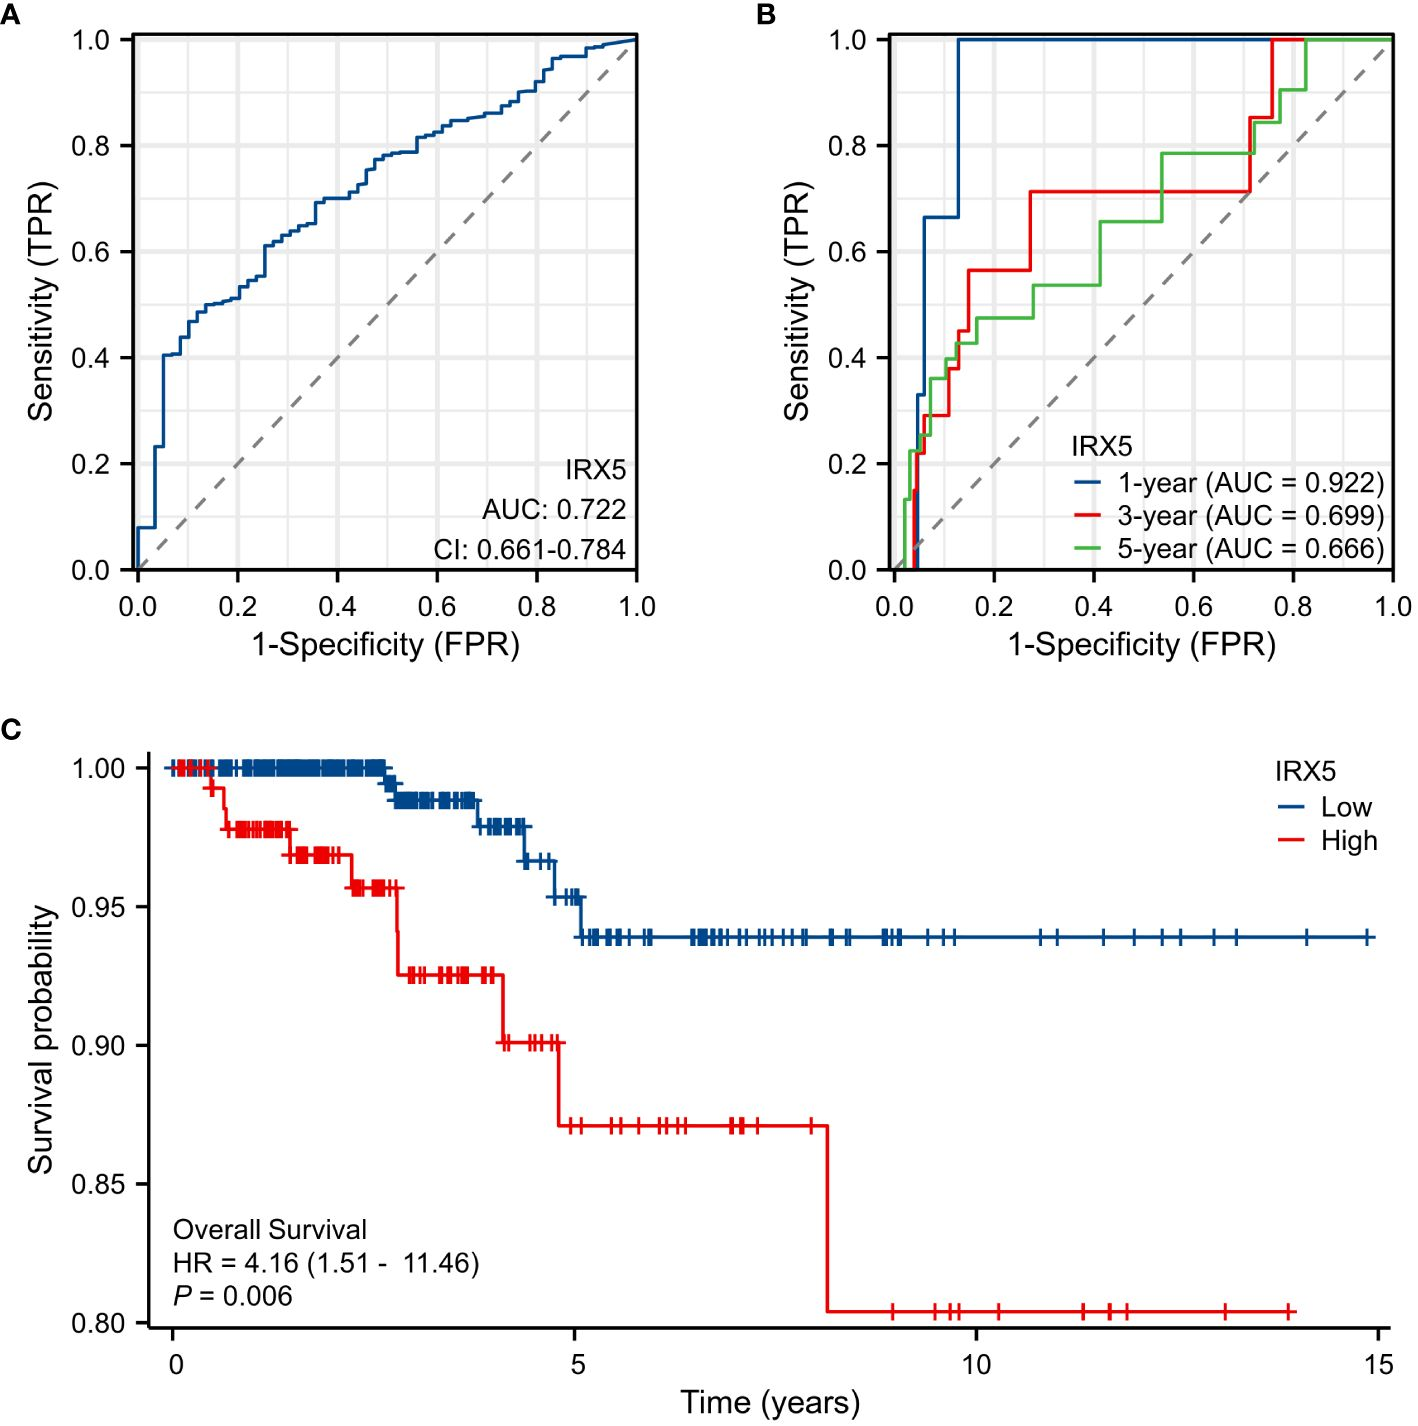 A
1.0
0.8
0.6
0.4
0.2
0.0
Sensitivity (TPR)
IRX5
AUC: 0.722
CI: 0.661-0.784
0.0 0.2 0.4 0.6 0.8 1.0
1-Specificity (FPR)
B
1.0
0.8
0.6
0.4
0.2
0.0
Sensitivity (TPR)
IRX5
1-year (AUC = 0.922)
3-year (AUC = 0.699)
5-year (AUC = 0.666)
0.0 0.2 0.4 0.6 0.8 1.0
1-Specificity (FPR)
C
1.00
0.95
0.90
0.85
0.80
Survival probability
IRX5
Low
High
Overall Survival
HR = 4.16 (1.51 - 11.46)
P = 0.006
0 5 10 15
Time (years)